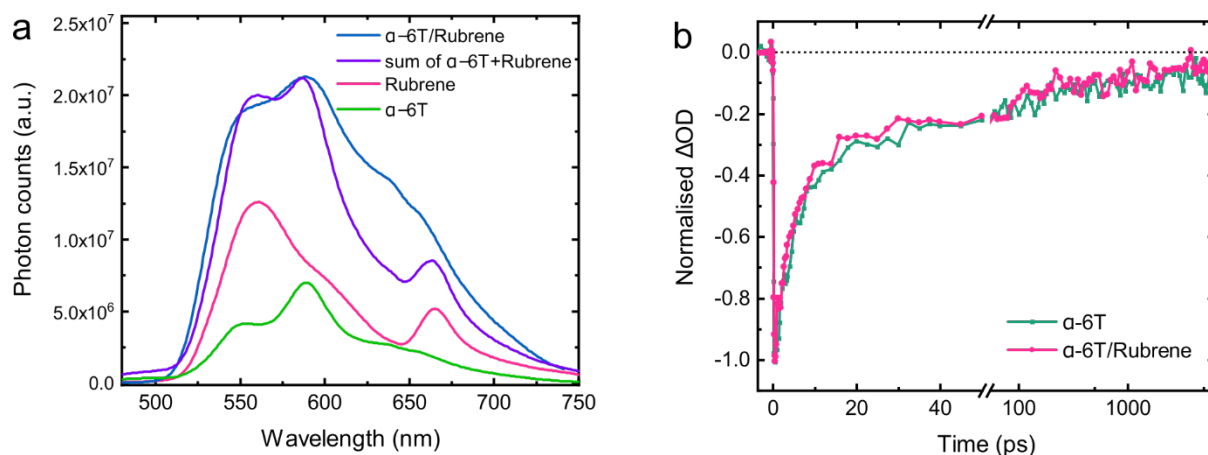 a
2.5x10⁷
2.0x10⁷
1.5x10⁷
1.0x10⁷
5.0x10⁶
0.0
Photon counts (a.u.)
500 550 600 650 700 750
Wavelength (nm)
α-6T/Rubrene
sum of α-6T+Rubrene
Rubrene
α-6T
b
0.0
-0.2
-0.4
-0.6
-0.8
-1.0
Normalised ΔOD
0 20 40 100 1000
Time (ps)
α-6T
α-6T/Rubrene